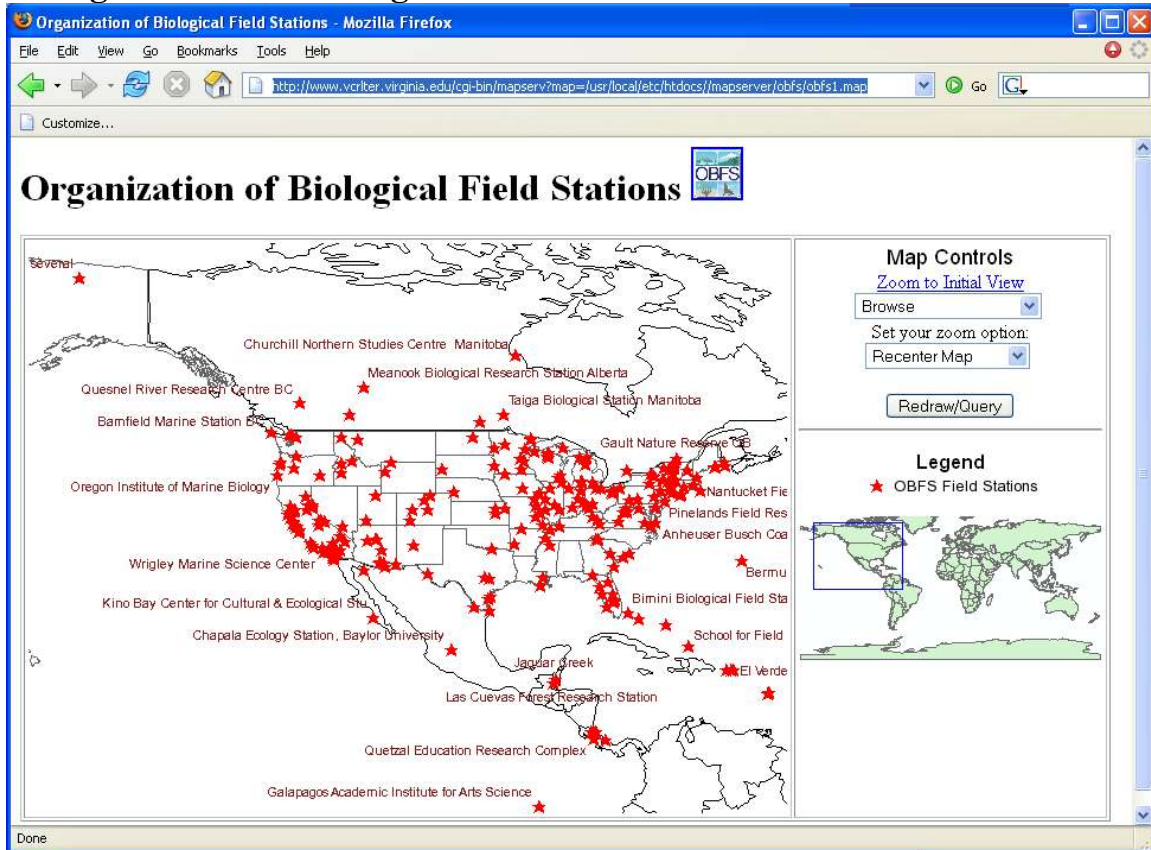 Organization of Biological Field Stations - Mozilla Firefox
File Edit View Go Bookmarks Tools Help
http://www.vcrlter.virginia.edu/cgi-bin/mapserv?map=/usr/local/etc/htdocs//mapserver/obfs/obfs1.map
Go
G
Customize...
Organization of Biological Field Stations
OBFS
Several
Churchill Northern Studies Centre Manitoba
Meanook Biological Research Station Alberta
Quesnel River Research Centre BC
Taiga Biological Station Manitoba
Bamfield Marine Station BC
Gault Nature Reserve QB
Oregon Institute of Marine Biology
Nantucket Fie
Pinelands Field Res
Anheuser Busch Coa
Wrigley Marine Science Center
Bermu
Kino Bay Center for Cultural & Ecological Stu
Bimini Biological Field Sta
Chapala Ecology Station, Baylor University
School for Field
Jaguar Creek
El Verde
Las Cuevas Forest Research Station
Quetzal Education Research Complex
Galapagos Academic Institute for Arts Science
Map Controls
Zoom to Initial View
Browse
Set your zoom option:
Recenter Map
Redraw/Query
Legend
OBFS Field Stations
Done